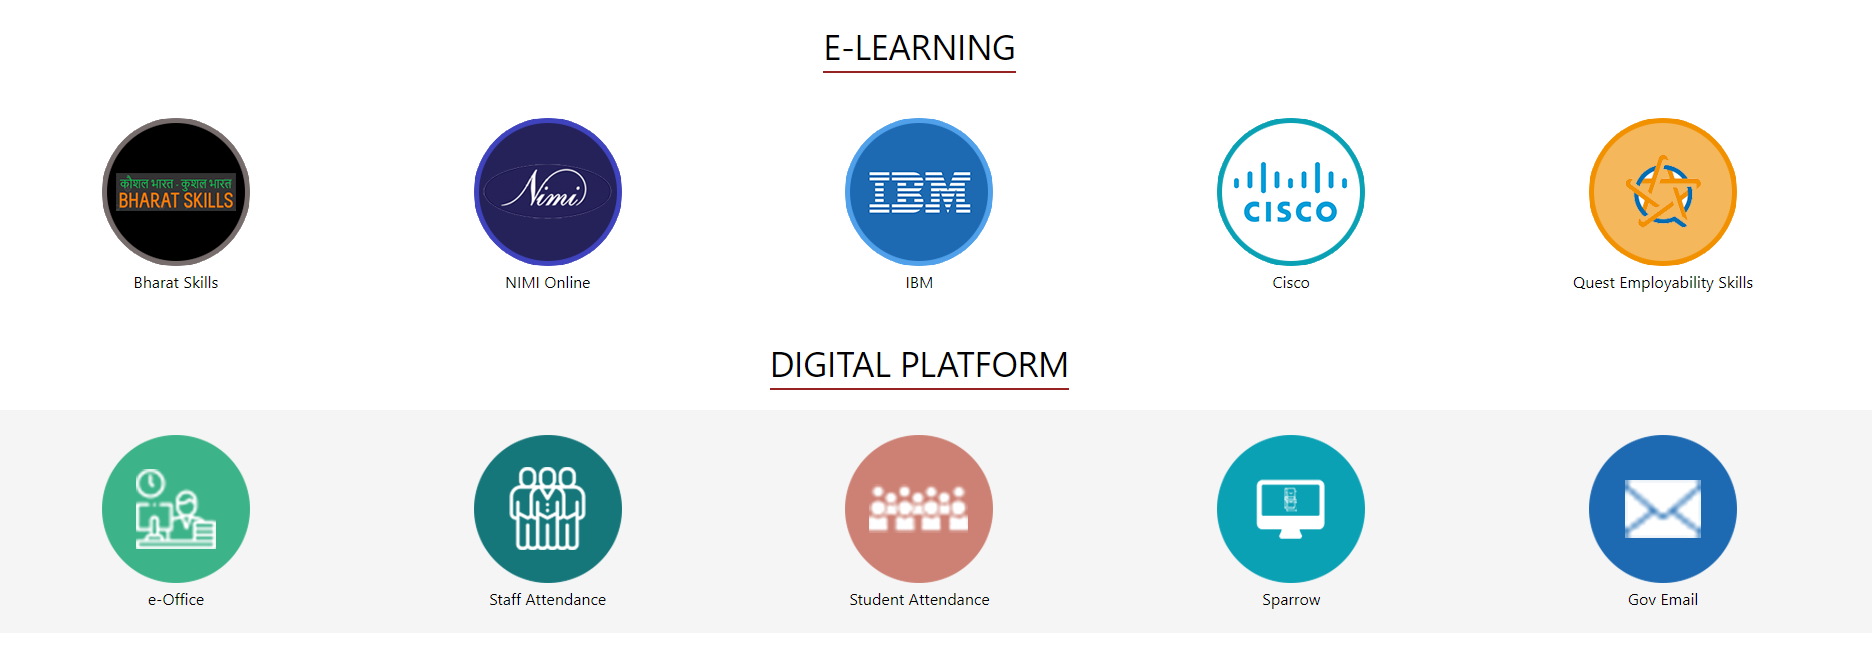 E-LEARNING
कौशल भारत - कुशल भारत
BHARAT SKILLS
Nimi
IBM
CISCO
Bharat Skills
NIMI Online
IBM
Cisco
Quest Employability Skills
DIGITAL PLATFORM
e-Office
Staff Attendance
Student Attendance
Sparrow
Gov Email